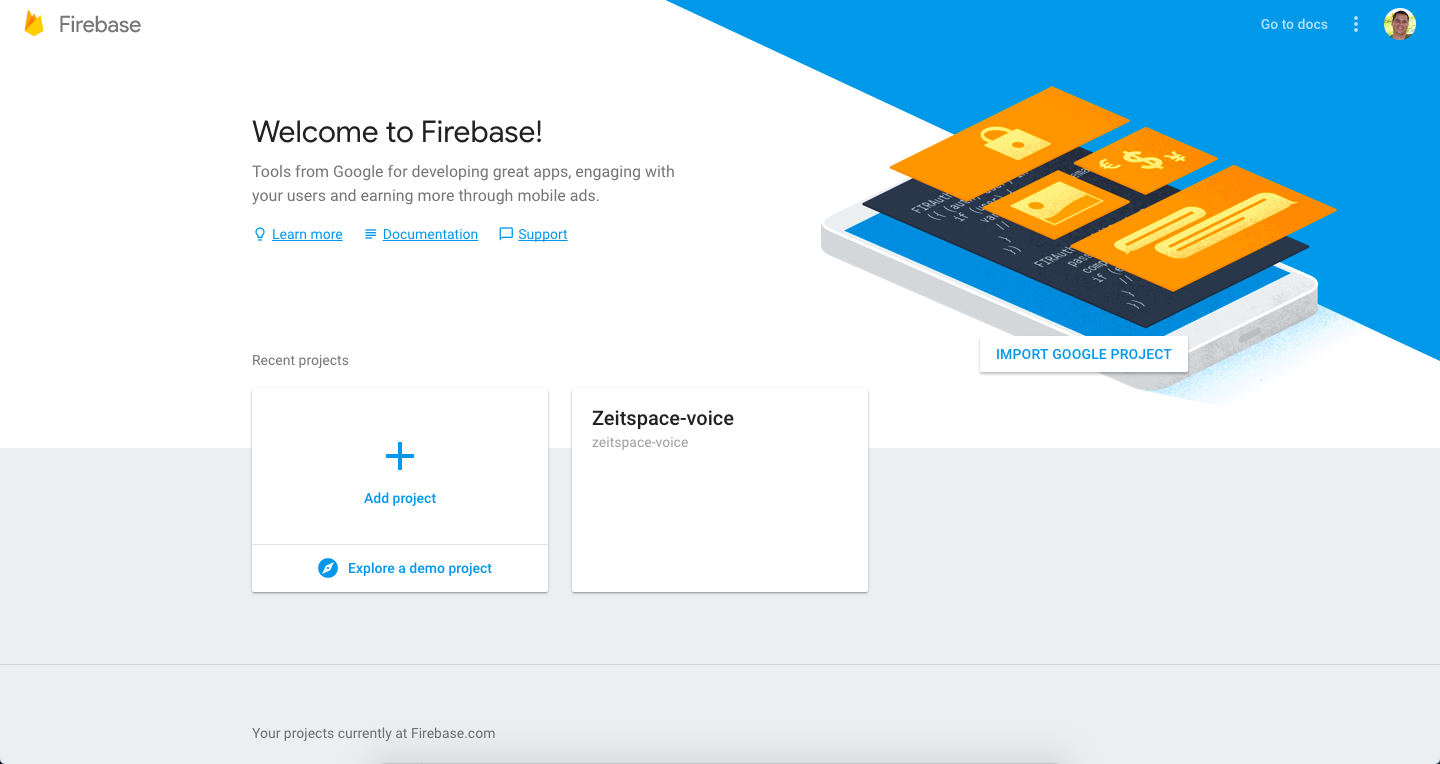 Firebase
Go to docs
Welcome to Firebase!
Tools from Google for developing great apps, engaging with
your users and earning more through mobile ads.
Learn more
Documentation
Support
Recent projects
IMPORT GOOGLE PROJECT
Add project
Explore a demo project
Zeitspace-voice
zeitspace-voice
Your projects currently at Firebase.com